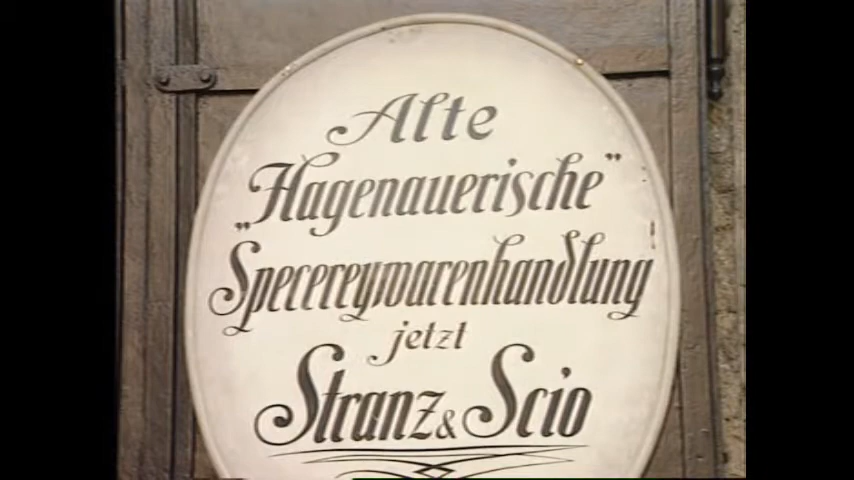 Alte
„Hagenauerische”
Specereywarenhandlung
jetzt
Stranz & Scio